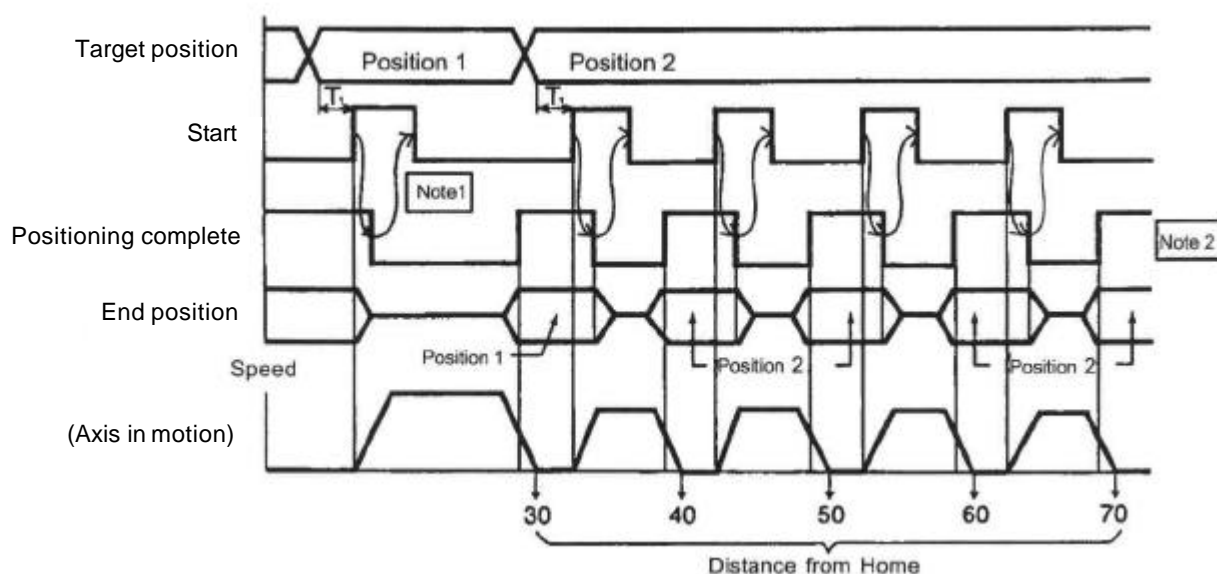 Target position
Position 1
Position 2
T₁
T₁
Start
Note1
Positioning complete
Note 2
End position
Position 1
Position 2
Position 2
Speed
(Axis in motion)
30
40
50
60
70
Distance from Home